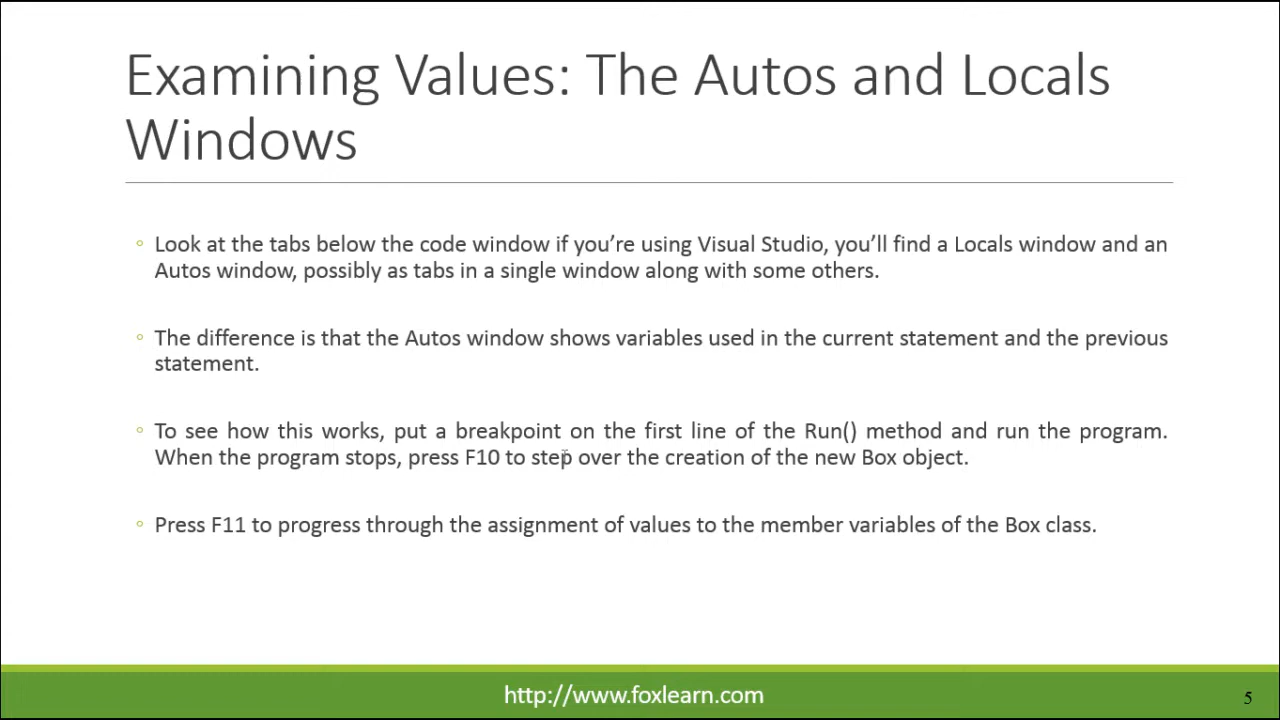 Examining Values: The Autos and Locals
Windows
Look at the tabs below the code window if you’re using Visual Studio, you’ll find a Locals window and an
Autos window, possibly as tabs in a single window along with some others.
The difference is that the Autos window shows variables used in the current statement and the previous
statement.
To see how this works, put a breakpoint on the first line of the Run() method and run the program.
When the program stops, press F10 to step over the creation of the new Box object.
Press F11 to progress through the assignment of values to the member variables of the Box class.
http://www.foxlearn.com
5